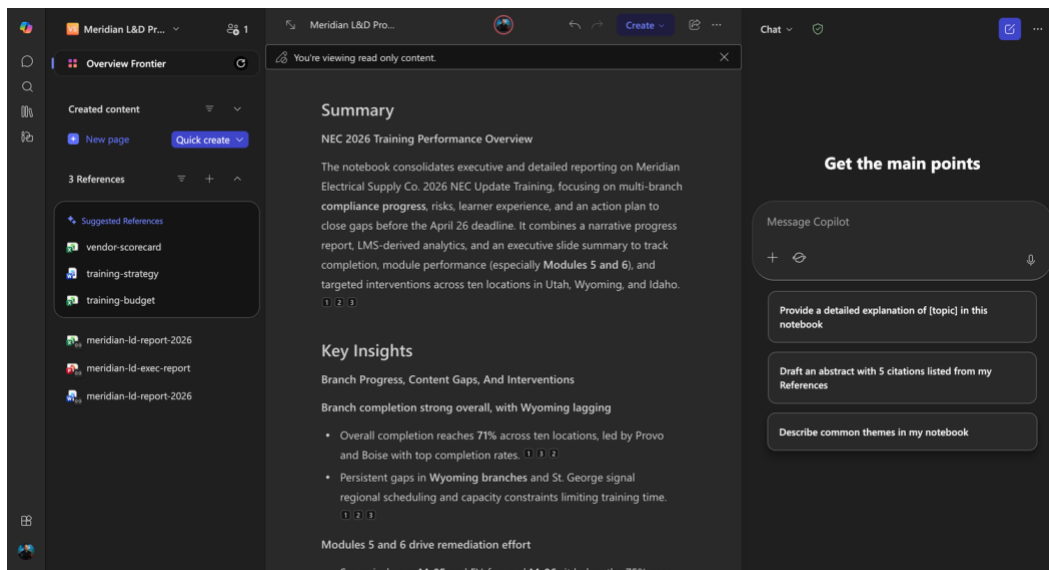 VS Meridian L&D Pr...
1
Overview Frontier
Created content
New page
Quick create
3 References
Suggested References
vendor-scorecard
training-strategy
training-budget
meridian-ld-report-2026
meridian-ld-exec-report
meridian-ld-report-2026
Meridian L&D Pro...
Create
You're viewing read only content.
Summary
NEC 2026 Training Performance Overview
The notebook consolidates executive and detailed reporting on Meridian
Electrical Supply Co. 2026 NEC Update Training, focusing on multi-branch
compliance progress, risks, learner experience, and an action plan to
close gaps before the April 26 deadline. It combines a narrative progress
report, LMS-derived analytics, and an executive slide summary to track
completion, module performance (especially Modules 5 and 6), and
targeted interventions across ten locations in Utah, Wyoming, and Idaho.
1 2 3
Key Insights
Branch Progress, Content Gaps, And Interventions
Branch completion strong overall, with Wyoming lagging
• Overall completion reaches 71% across ten locations, led by Provo
and Boise with top completion rates. 1 3 2
• Persistent gaps in Wyoming branches and St. George signal
regional scheduling and capacity constraints limiting training time.
1 2 3
Modules 5 and 6 drive remediation effort
Chat
Get the main points
Message Copilot
Provide a detailed explanation of [topic] in this
notebook
Draft an abstract with 5 citations listed from my
References
Describe common themes in my notebook